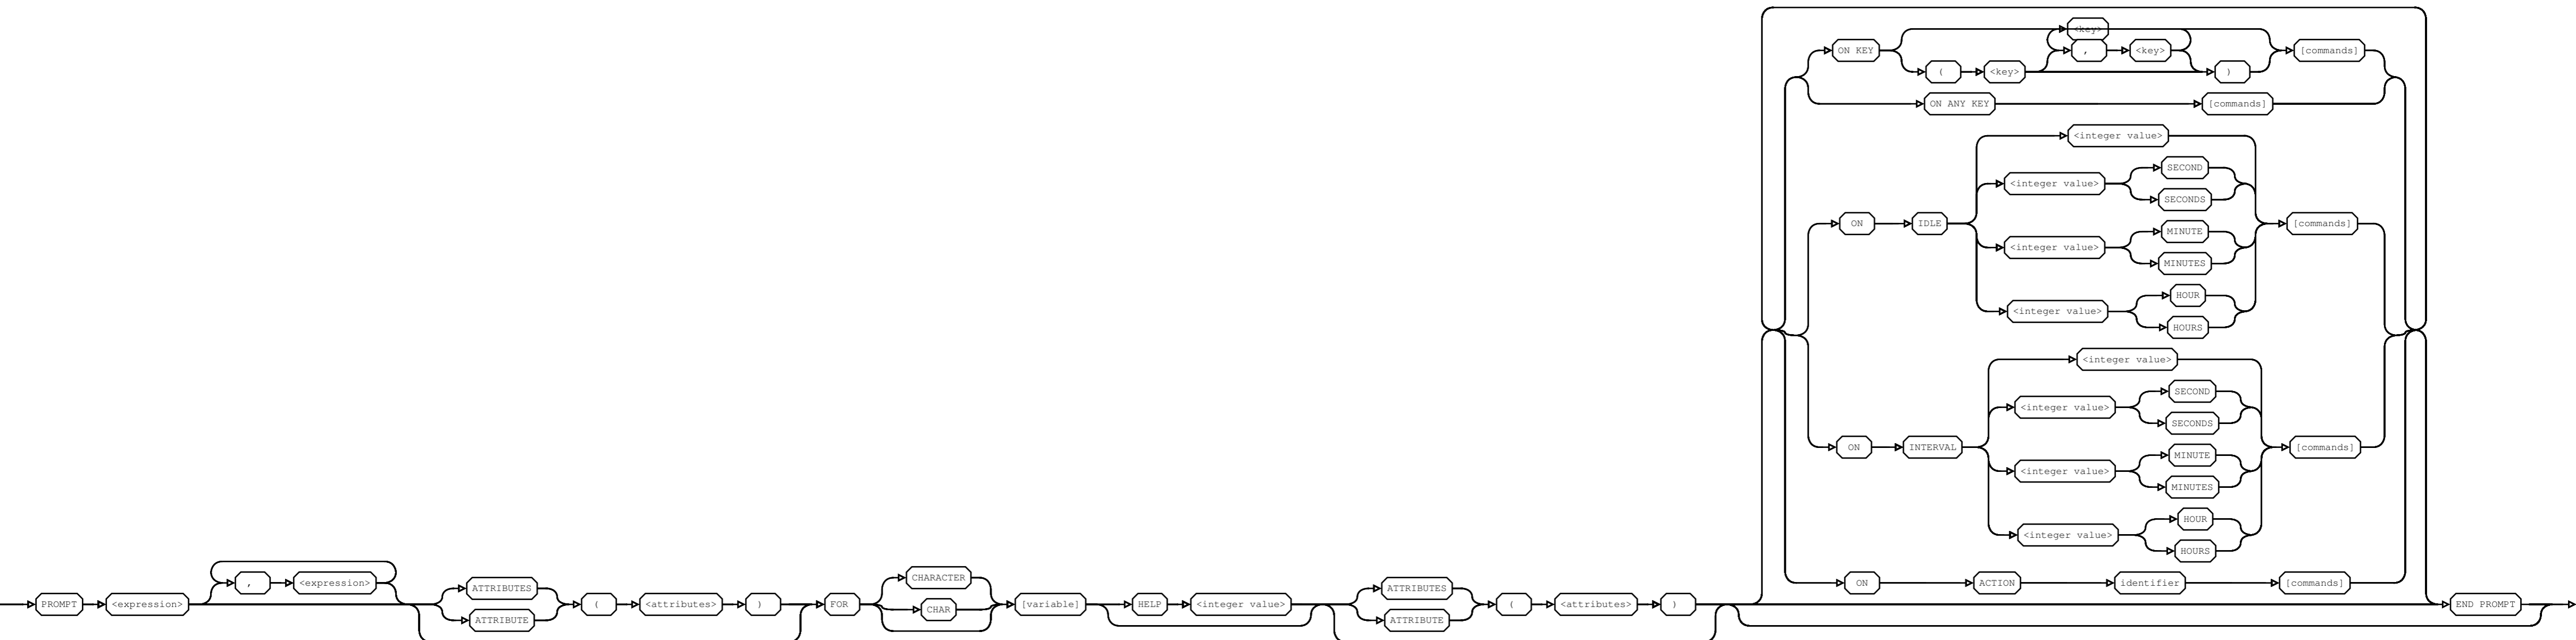 <key>
ON KEY , <key> [commands]
( <key> )
ON ANY KEY [commands]
<integer value>
SECOND
<integer value>
SECONDS
ON IDLE [commands]
MINUTE
<integer value>
MINUTES
HOUR
<integer value>
HOURS
<integer value>
SECOND
<integer value>
SECONDS
ON INTERVAL [commands]
MINUTE
<integer value>
MINUTES
HOUR
<integer value>
HOURS
, <expression> ATTRIBUTES CHARACTER ATTRIBUTES ON ACTION identifier [commands]
PROMPT <expression> ( <attributes> ) FOR CHAR [variable] HELP <integer value> ( <attributes> ) END PROMPT
ATTRIBUTE ATTRIBUTE